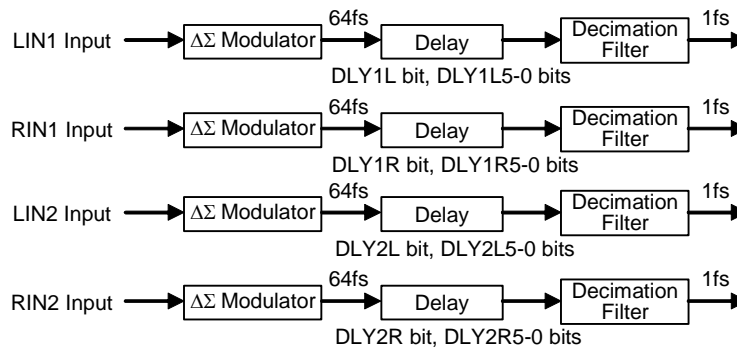 64fs 1fs
LIN1 Input ΔΣ Modulator Delay Decimation
Filter
DLY1L bit, DLY1L5-0 bits
64fs 1fs
RIN1 Input ΔΣ Modulator Delay Decimation
Filter
DLY1R bit, DLY1R5-0 bits
64fs 1fs
LIN2 Input ΔΣ Modulator Delay Decimation
Filter
DLY2L bit, DLY2L5-0 bits
64fs 1fs
RIN2 Input ΔΣ Modulator Delay Decimation
Filter
DLY2R bit, DLY2R5-0 bits